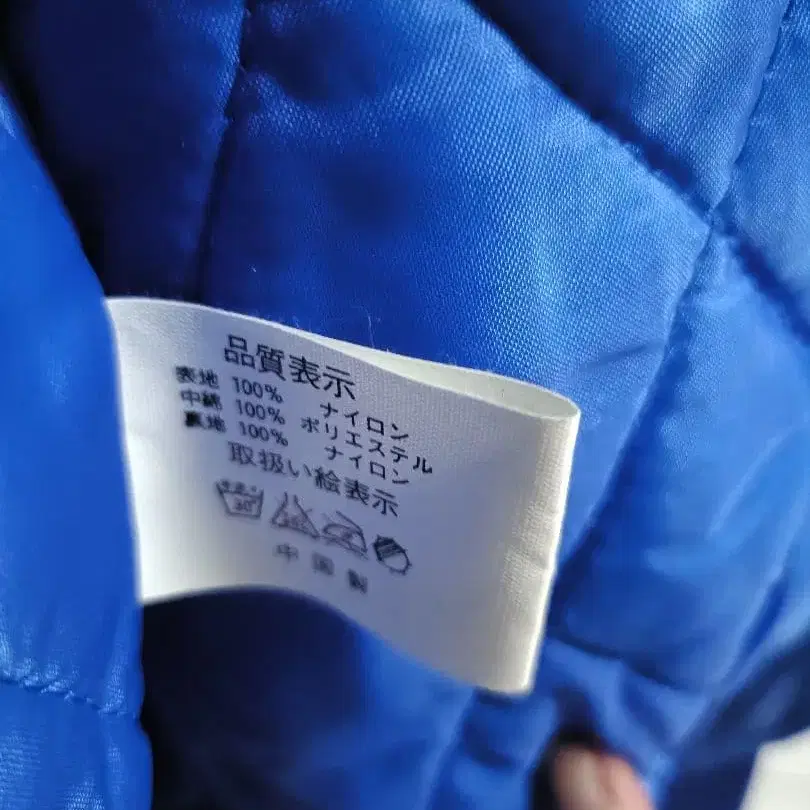 品質表示
表地 100% ナイロン
中綿 100% ポリエステル
裏地 100% ナイロン
取扱い絵表示
中国製